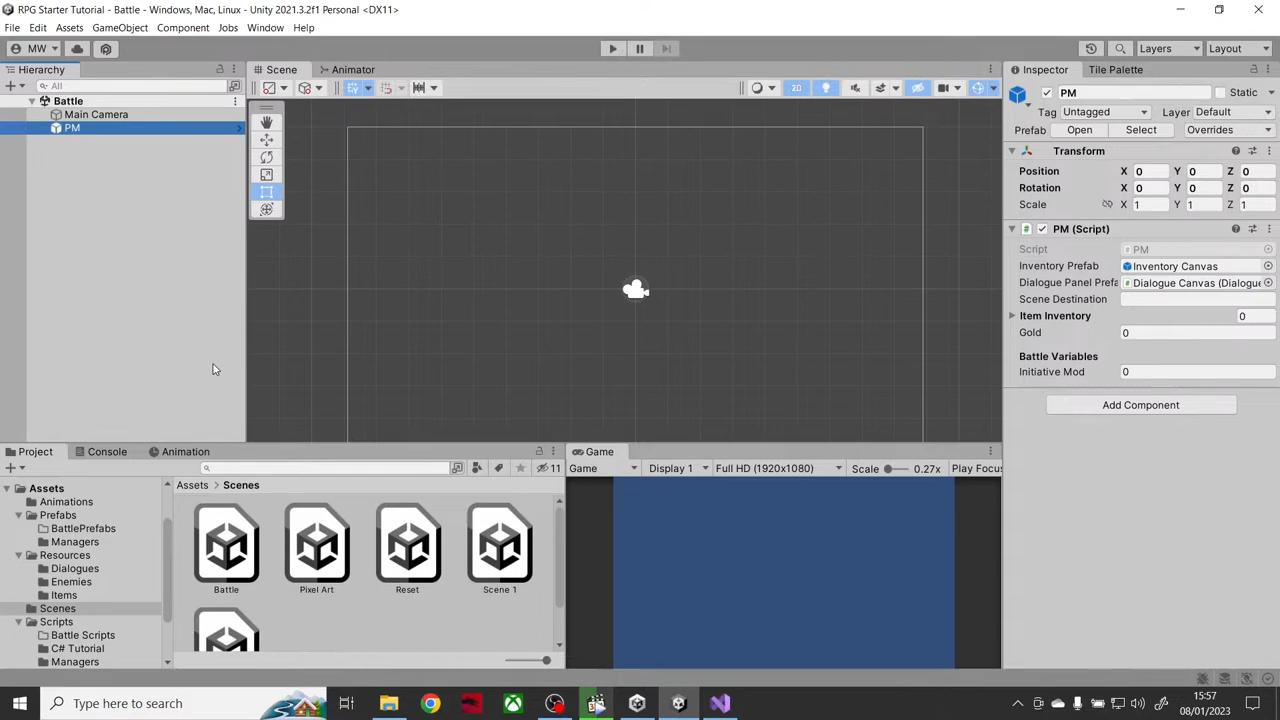 RPG Starter Tutorial - Battle - Windows, Mac, Linux - Unity 2021.3.2f1 Personal <DX11>
File Edit Assets GameObject Component Jobs Window Help
MW Layers Layout
Hierarchy Scene Animator Inspector Tile Palette
All 2D
Battle
Main Camera
PM
PM Static
Tag Untagged Layer Default
Prefab Open Select Overrides
Transform
Position X 0 Y 0 Z 0
Rotation X 0 Y 0 Z 0
Scale X 1 Y 1 Z 1
PM (Script)
Script PM
Inventory Prefab Inventory Canvas
Dialogue Panel Prefa Dialogue Canvas (Dialogue
Scene Destination
Item Inventory 0
Gold 0
Battle Variables
Initiative Mod 0
Add Component
Project Console Animation Game
11 Game Display 1 Full HD (1920x1080) Scale 0.27x Play Focus
Assets
Animations
Prefabs
BattlePrefabs
Managers
Resources
Dialogues
Enemies
Items
Scenes
Scripts
Battle Scripts
C# Tutorial
Managers
Assets > Scenes
Battle Pixel Art Reset Scene 1
Type here to search
15:57
08/01/2023